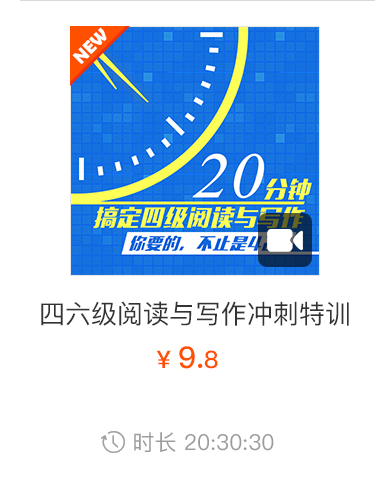 NEW
20分钟
搞定四级阅读与写作
你要的，不止是4
四六级阅读与写作冲刺特训
¥ 9.8
时长 20:30:30